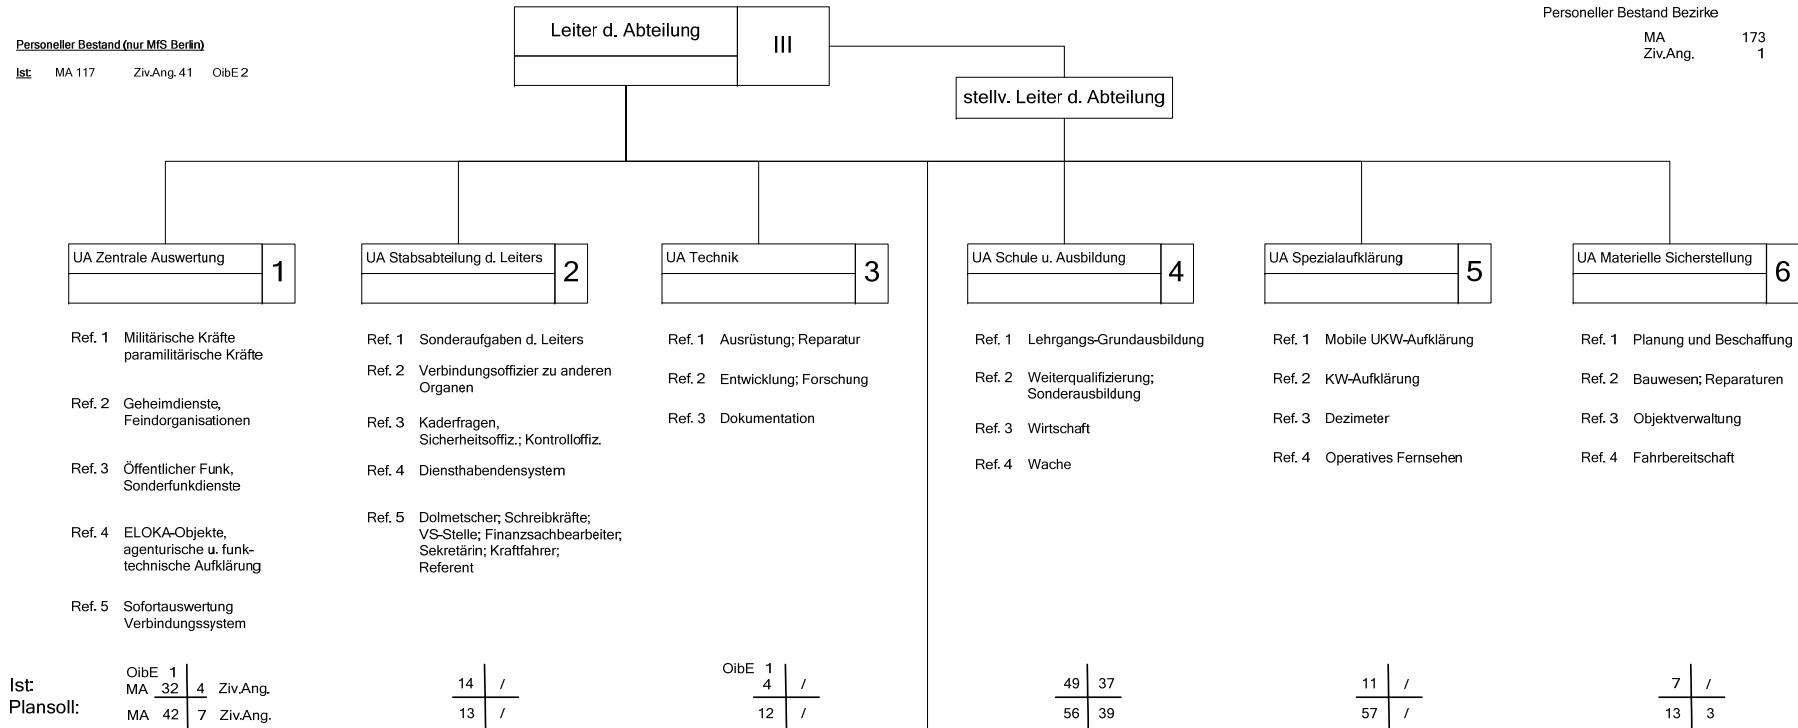 Personeller Bestand (nur MfS Berlin)
Ist: MA 117 Ziv.Ang. 41 OibE 2
Leiter d. Abteilung III
stellv. Leiter d. Abteilung
Personeller Bestand Bezirke
MA 173
Ziv.Ang. 1
UA Zentrale Auswertung 1
Ref. 1 Militärische Kräfte
paramilitärische Kräfte
Ref. 2 Geheimdienste,
Feindorganisationen
Ref. 3 Öffentlicher Funk,
Sonderfunkdienste
Ref. 4 ELOKA-Objekte,
agenturische u. funk-
technische Aufklärung
Ref. 5 Sofortauswertung
Verbindungssystem
UA Stabsabteilung d. Leiters 2
Ref. 1 Sonderaufgaben d. Leiters
Ref. 2 Verbindungsoffizier zu anderen
Organen
Ref. 3 Kaderfragen,
Sicherheitsoffiz.; Kontrolloffiz.
Ref. 4 Diensthabendensystem
Ref. 5 Dolmetscher; Schreibkräfte;
VS-Stelle; Finanzsachbearbeiter;
Sekretärin; Kraftfahrer;
Referent
UA Technik 3
Ref. 1 Ausrüstung; Reparatur
Ref. 2 Entwicklung; Forschung
Ref. 3 Dokumentation
UA Schule u. Ausbildung 4
Ref. 1 Lehrgangs-Grundausbildung
Ref. 2 Weiterqualifizierung;
Sonderausbildung
Ref. 3 Wirtschaft
Ref. 4 Wache
UA Spezialaufklärung 5
Ref. 1 Mobile UKW-Aufklärung
Ref. 2 KW-Aufklärung
Ref. 3 Dezimeter
Ref. 4 Operatives Fernsehen
UA Materielle Sicherstellung 6
Ref. 1 Planung und Beschaffung
Ref. 2 Bauwesen; Reparaturen
Ref. 3 Objektverwaltung
Ref. 4 Fahrbereitschaft
OibE 1 OibE 1
Ist: MA 32 4 Ziv.Ang. 14 / 4 / 49 37 11 / 7 /
Plansoll: MA 42 7 Ziv.Ang. 13 / 12 / 56 39 57 / 13 3